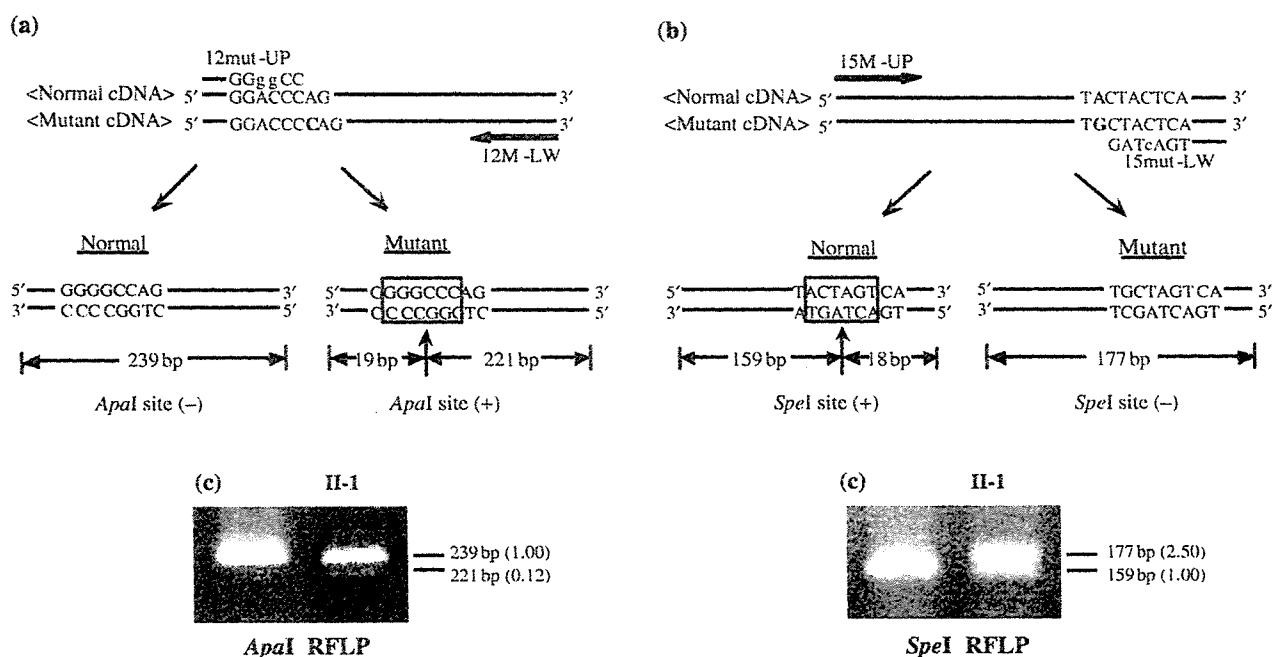 (a)
12mut-UP
GGggCC
<Normal cDNA> 5′ GGACCCAG 3′
<Mutant cDNA> 5′ GGACCCCAG 3′
12M-LW
Normal
Mutant
5′ GGGGCCAG 3′
3′ CCCCGGTC 5′
5′ CGGGCCCAG 3′
3′ CCCCGGGTC 5′
239 bp
19 bp
221 bp
ApaI site (–)
ApaI site (+)
(b)
15M-UP
<Normal cDNA> 5′ TACTACTCA 3′
<Mutant cDNA> 5′ TGCTACTCA 3′
GATcAGT
15mut-LW
Normal
Mutant
5′ TACTAGTCA 3′
3′ ATGATCAGT 5′
5′ TGCTAGTCA 3′
3′ TCGATCAGT 5′
159 bp
18 bp
177 bp
SpeI site (+)
SpeI site (–)
(c)
II-1
239 bp (1.00)
221 bp (0.12)
ApaI RFLP
(c)
II-1
177 bp (2.50)
159 bp (1.00)
SpeI RFLP